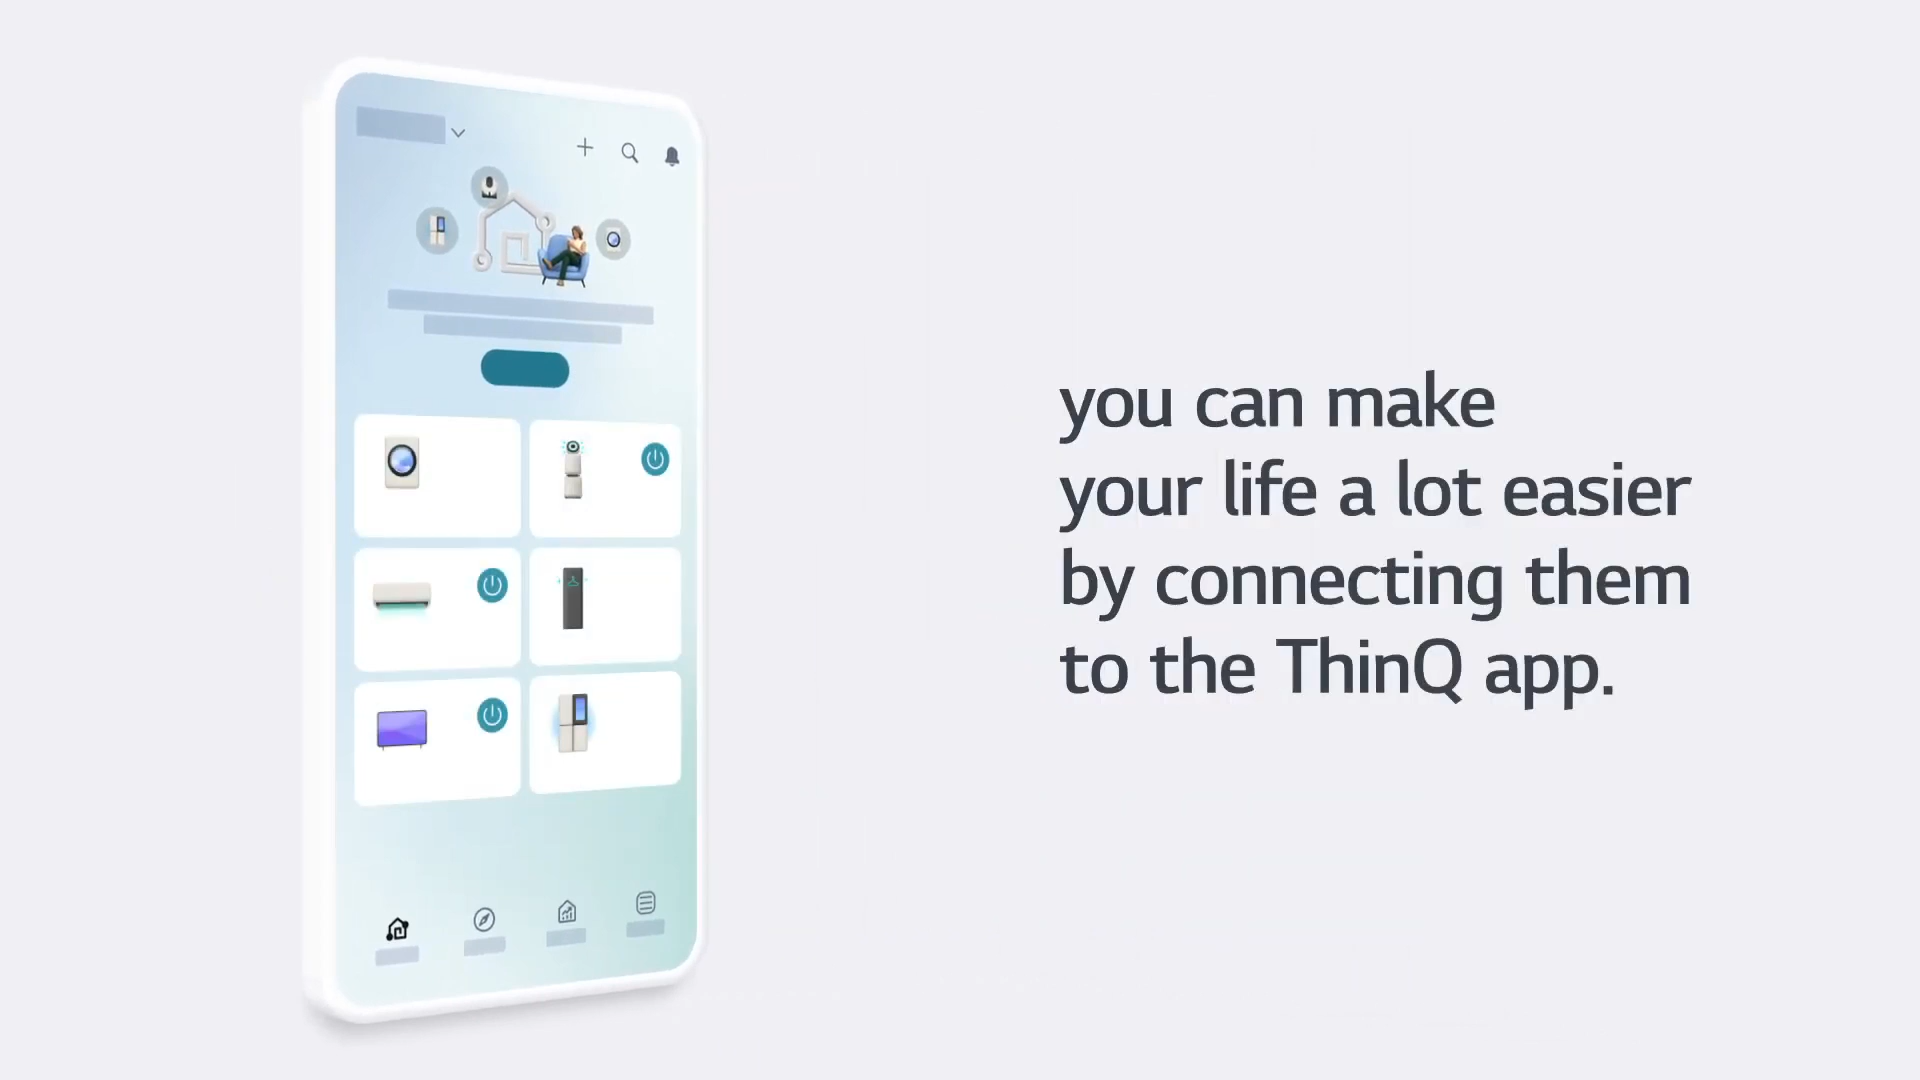 you can make
your life a lot easier
by connecting them
to the ThinQ app.